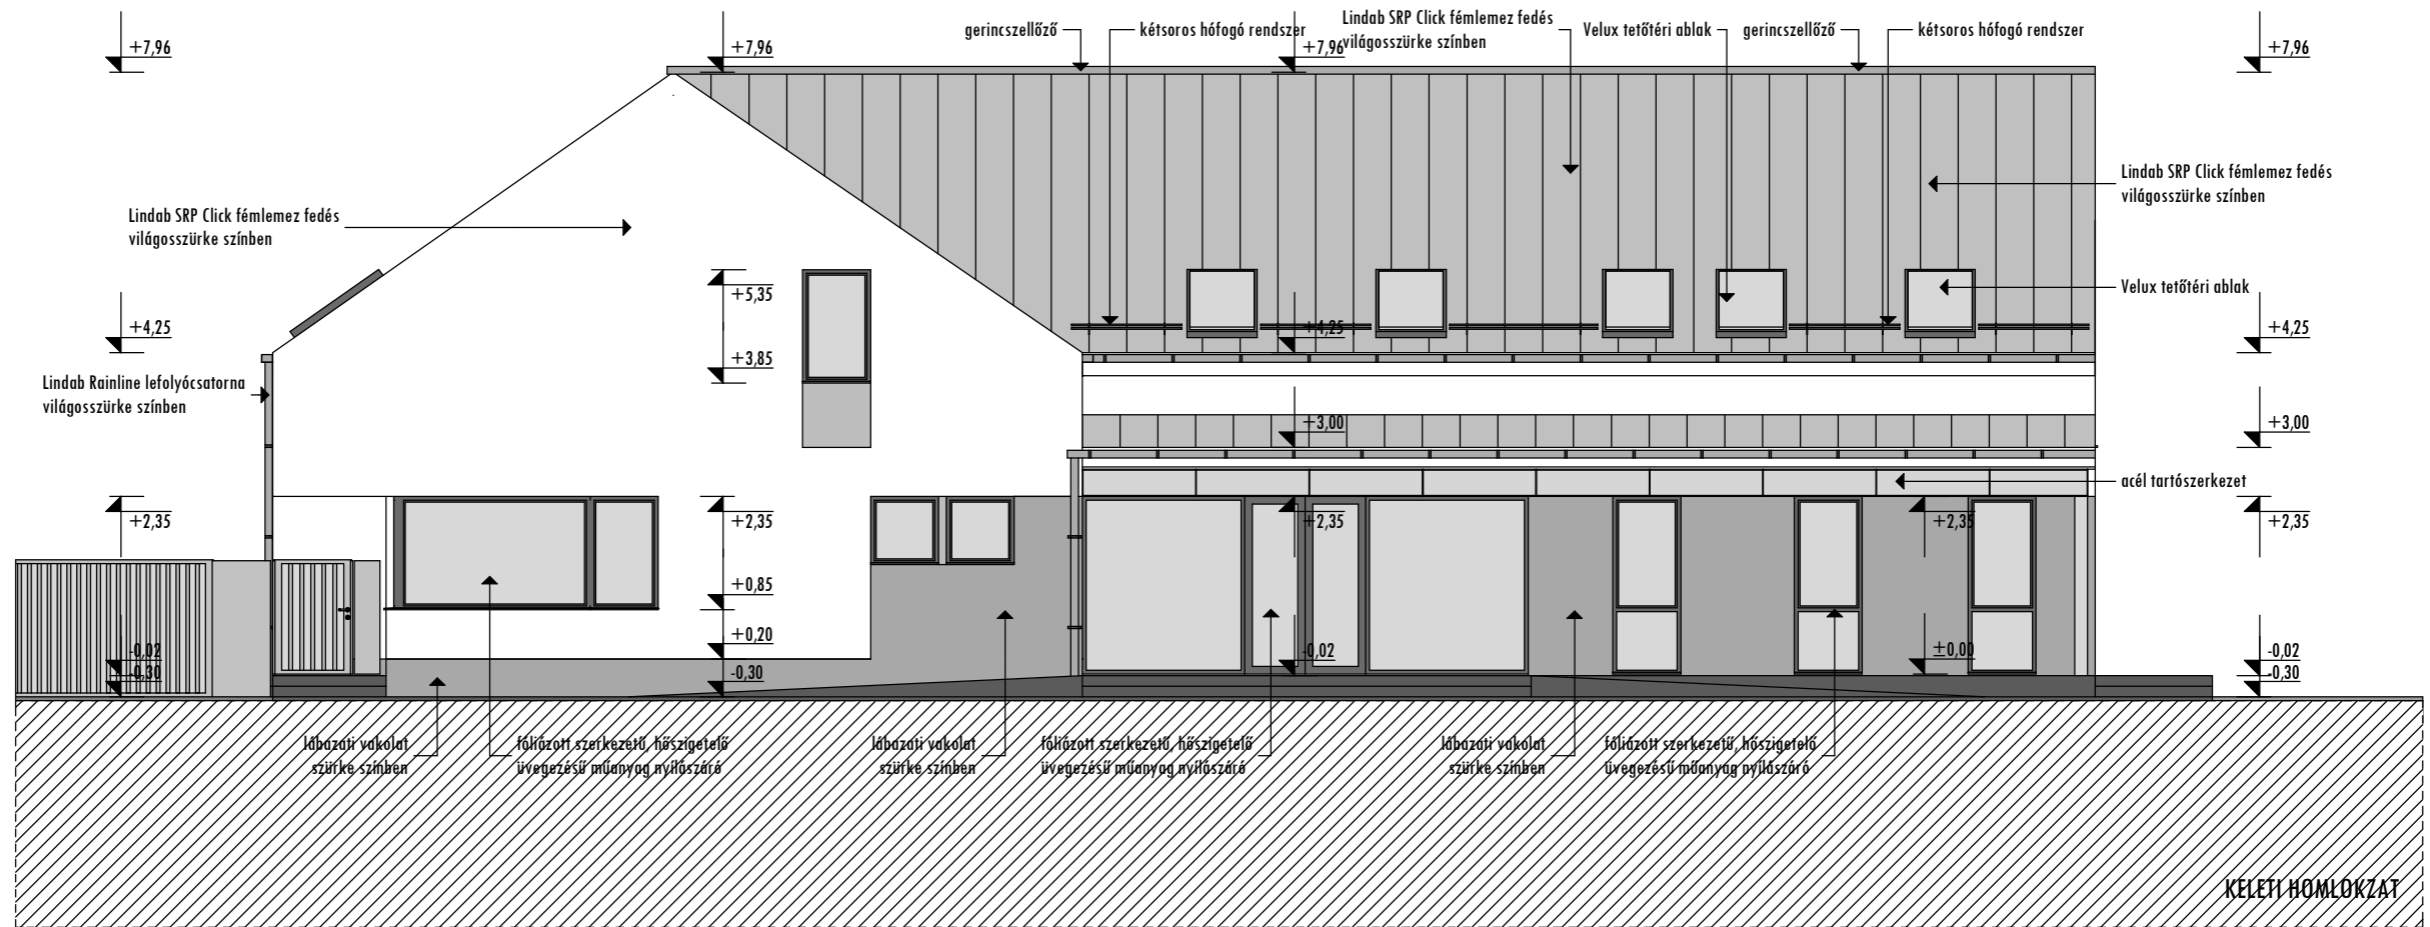 gerincszellőző
kétsoros hófogó rendszer
Lindab SRP Click fémlemez fedés
világosszürke színben
Velux tetőtéri ablak
gerincszellőző
kétsoros hófogó rendszer
+7,96
+7,96
+7,96
+7,96
Lindab SRP Click fémlemez fedés
világosszürke színben
Lindab SRP Click fémlemez fedés
világosszürke színben
Velux tetőtéri ablak
+5,35
+4,25
+4,25
+4,25
+3,85
Lindab Rainline lefolyócsatorna
világosszürke színben
+3,00
+3,00
acél tartószerkezet
+2,35
+2,35
+2,35
+2,35
+2,35
+0,85
+0,20
-0,02
-0,30
-0,30
-0,02
±0,00
-0,02
-0,30
lábazati vakolat
szürke színben
fóliázott szerkezetű, hőszigetelő
üvegezésű műanyag nyílászáró
lábazati vakolat
szürke színben
fóliázott szerkezetű, hőszigetelő
üvegezésű műanyag nyílászáró
lábazati vakolat
szürke színben
fóliázott szerkezetű, hőszigetelő
üvegezésű műanyag nyílászáró
KELETI HOMLOKZAT